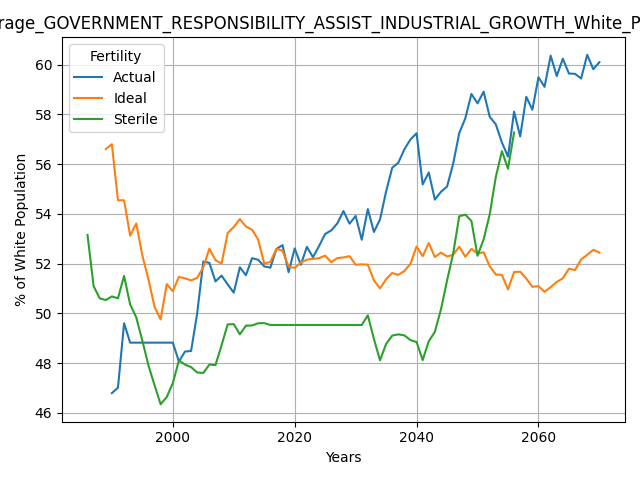 rage_GOVERNMENT_RESPONSIBILITY_ASSIST_INDUSTRIAL_GROWTH_White_P
Fertility
Actual
Ideal
Sterile
60
58
56
54
52
50
48
46
% of White Population
2000
2020
2040
2060
Years